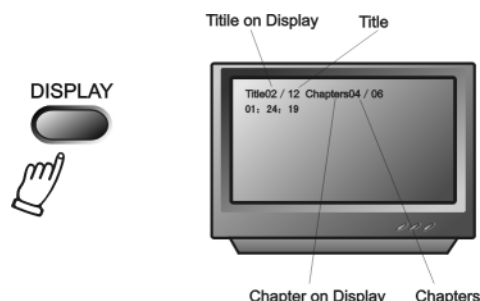 Titile on Display Title
DISPLAY
Title02 / 12 Chapters04 / 06
01: 24: 19
Chapter on Display Chapters